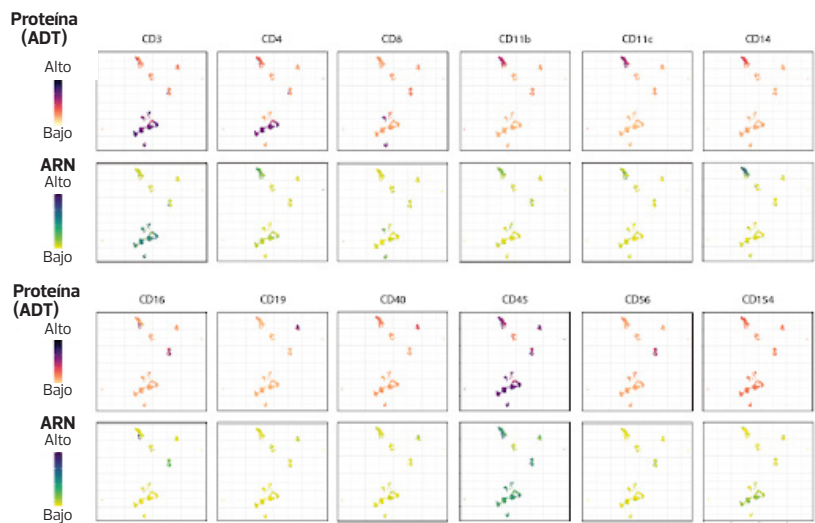 Proteína
(ADT)
CD3 CD4 CD8 CD11b CD11c CD14
Alto
Bajo
ARN
Alto
Bajo
Proteína
(ADT)
CD16 CD19 CD40 CD45 CD56 CD154
Alto
Bajo
ARN
Alto
Bajo